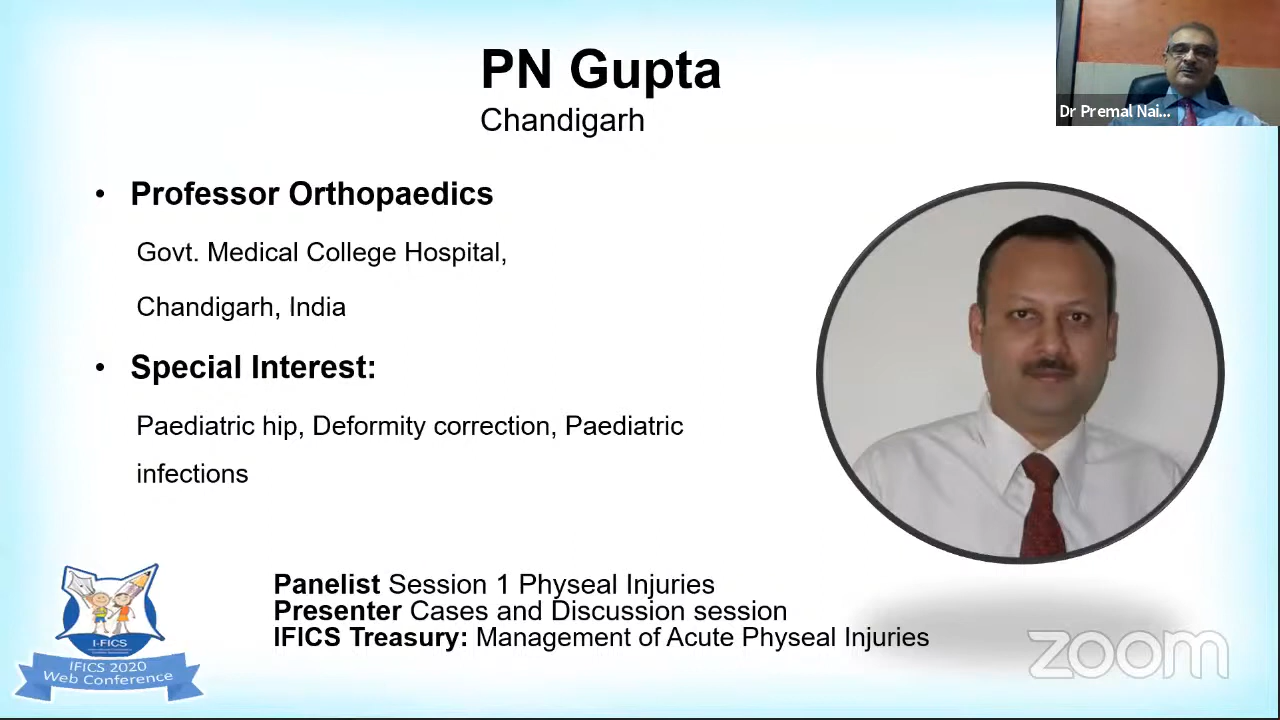 PN Gupta
Chandigarh
Dr Premal Nai...
• Professor Orthopaedics
Govt. Medical College Hospital,
Chandigarh, India
• Special Interest:
Paediatric hip, Deformity correction, Paediatric
infections
Panelist Session 1 Physeal Injuries
Presenter Cases and Discussion session
IFICS Treasury: Management of Acute Physeal Injuries
I-FICS
IFICS 2020
Web Conference
zoom